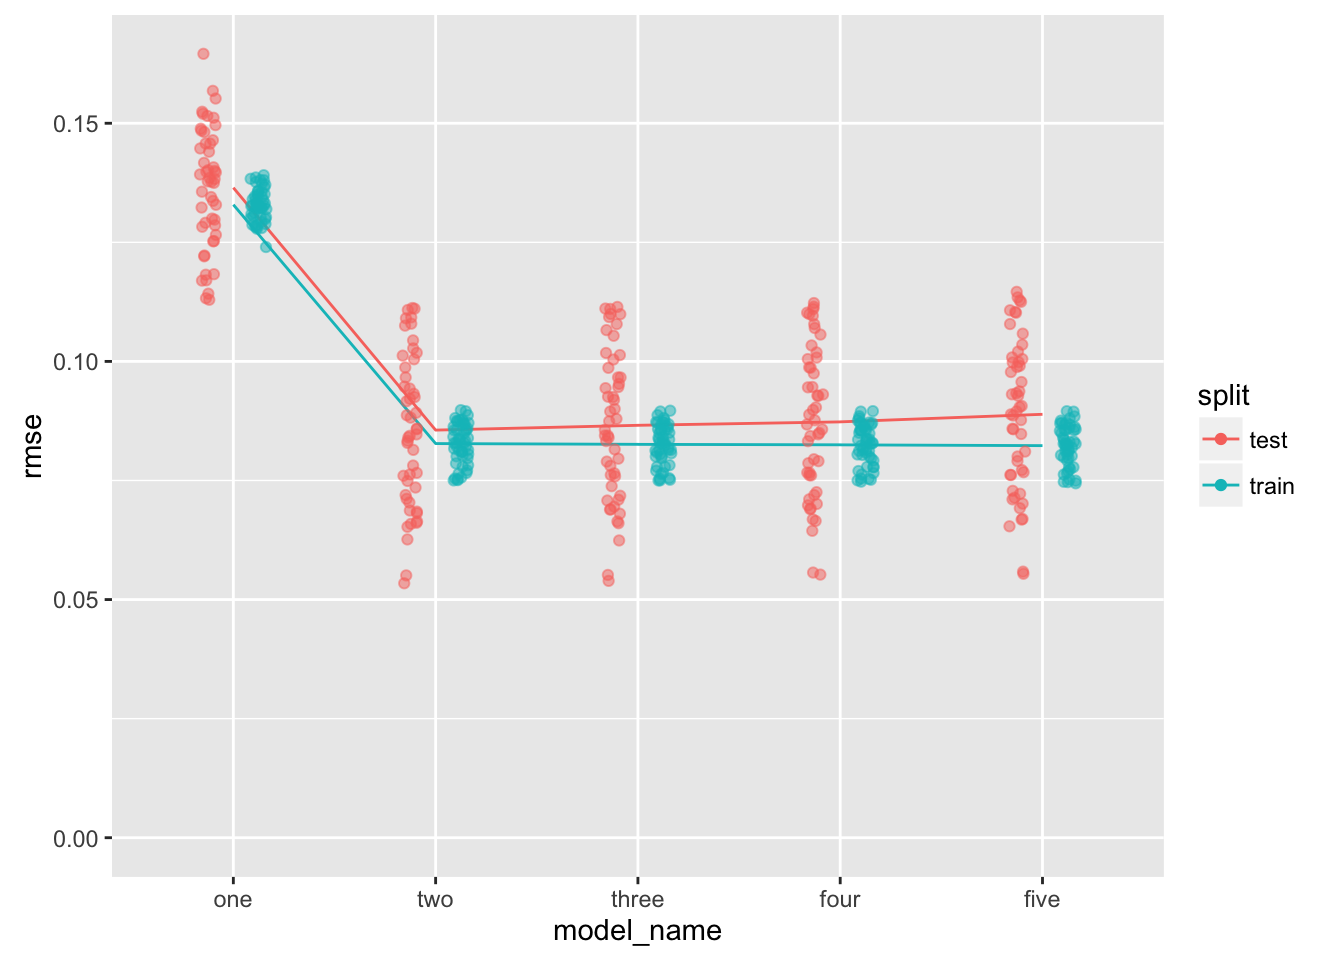 rmse
0.15
0.10
0.05
0.00
one two three four five
model_name
split
test
train